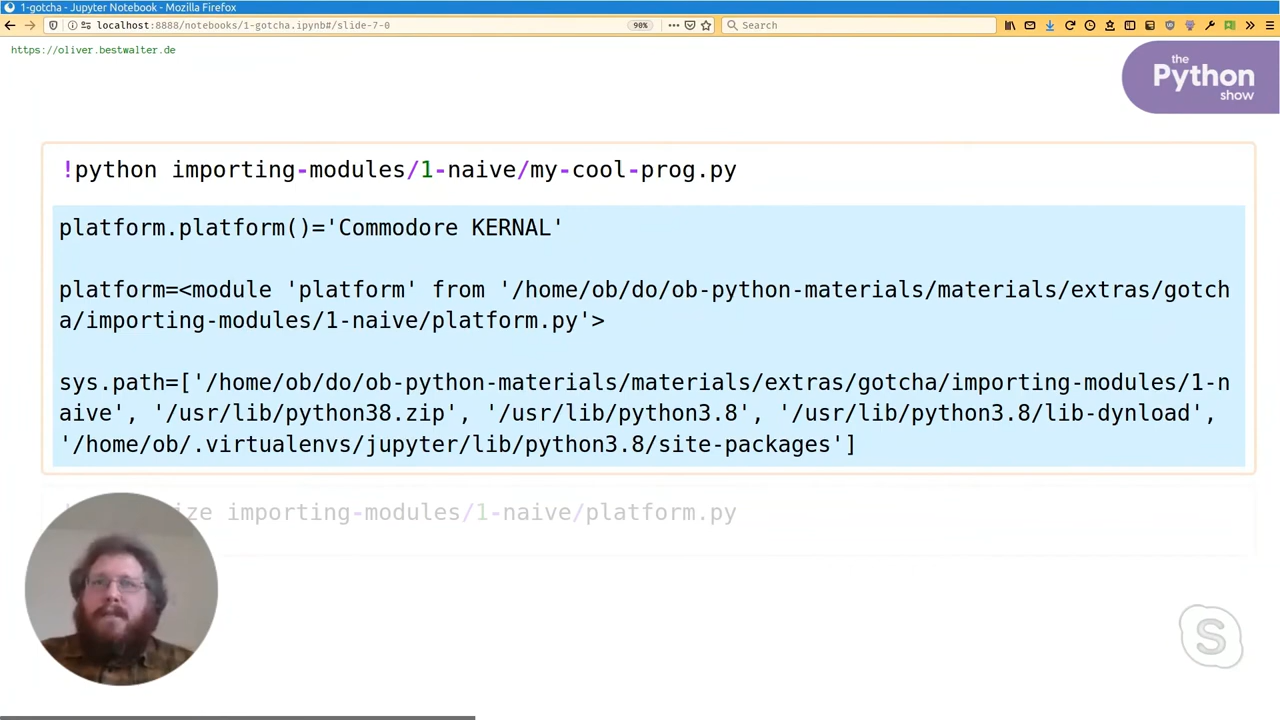 1-gotcha - Jupyter Notebook - Mozilla Firefox
localhost:8888/notebooks/1-gotcha.ipynb#/slide-7-0
90%
Search
https://oliver.bestwalter.de
the
Python
show
!python importing-modules/1-naive/my-cool-prog.py
platform.platform()='Commodore KERNAL'
platform=<module 'platform' from '/home/ob/do/ob-python-materials/materials/extras/gotch
a/importing-modules/1-naive/platform.py'>
sys.path=['/home/ob/do/ob-python-materials/materials/extras/gotcha/importing-modules/1-n
aive', '/usr/lib/python38.zip', '/usr/lib/python3.8', '/usr/lib/python3.8/lib-dynload',
'/home/ob/.virtualenvs/jupyter/lib/python3.8/site-packages']
importing-modules/1-naive/platform.py
S